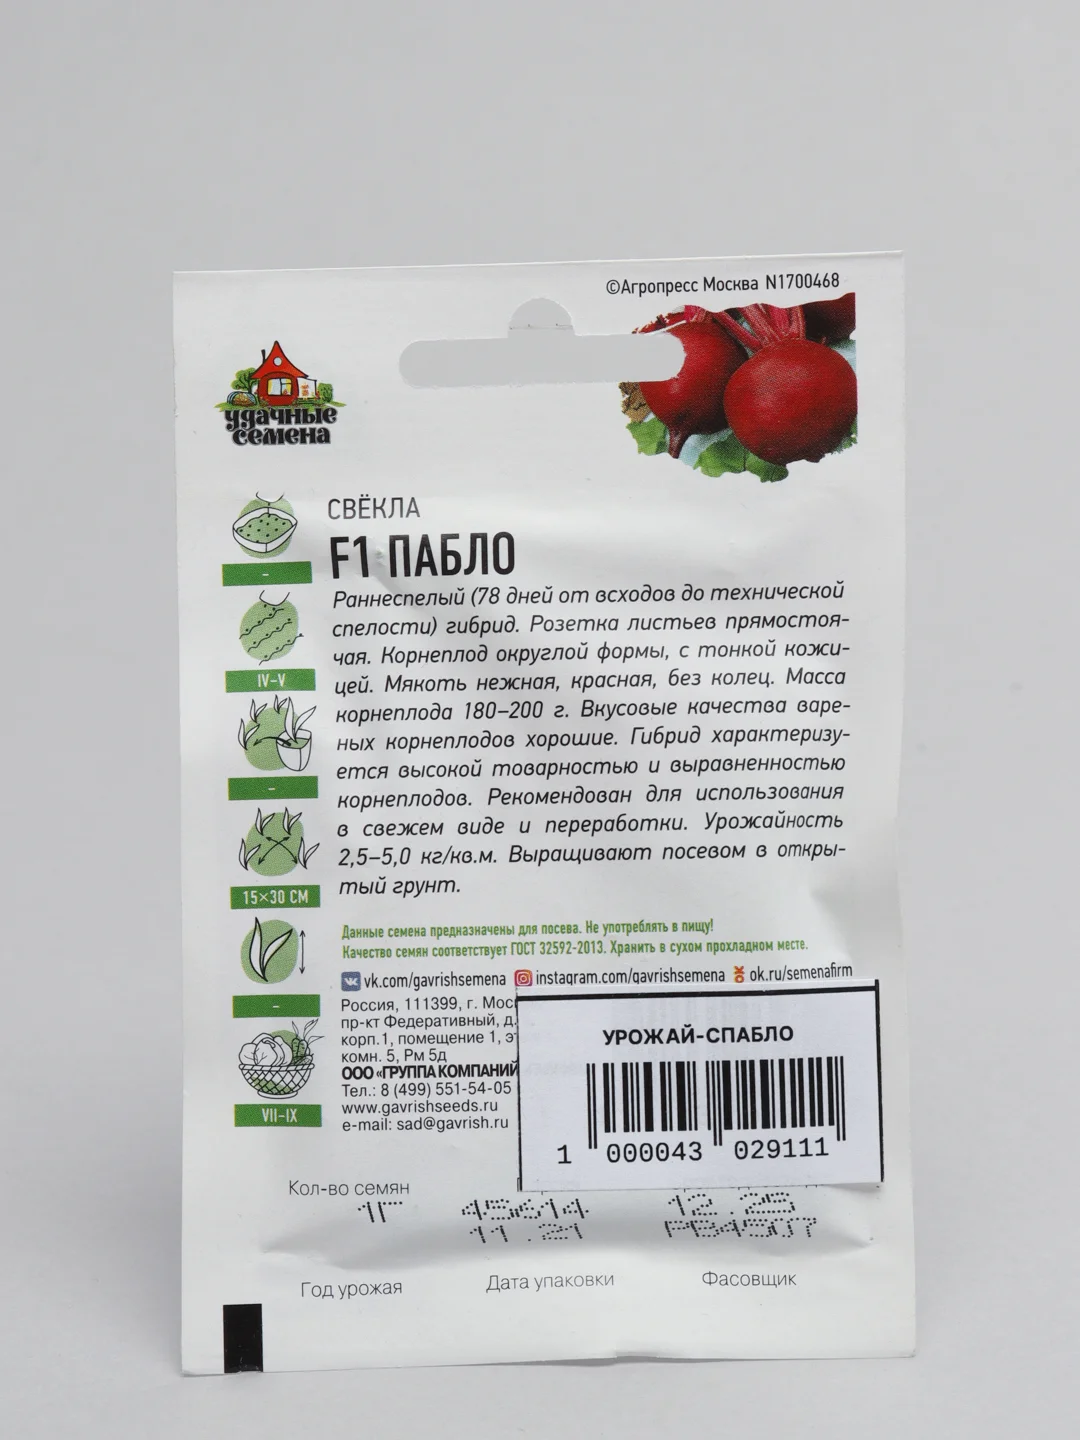 ©Агропресс Москва N1700468
удачные
семена
СВЁКЛА
F1 ПАБЛО
Раннеспелый (78 дней от всходов до технической
спелости) гибрид. Розетка листьев прямостоя-
чая. Корнеплод округлой формы, с тонкой кожи-
цей. Мякоть нежная, красная, без колец. Масса
корнеплода 180–200 г. Вкусовые качества варе-
ных корнеплодов хорошие. Гибрид характеризу-
ется высокой товарностью и выравненностью
корнеплодов. Рекомендован для использования
в свежем виде и переработки. Урожайность
2,5–5,0 кг/кв.м. Выращивают посевом в откры-
тый грунт.
-
IV–V
-
15×30 СМ
-
VII–IX
Данные семена предназначены для посева. Не употреблять в пищу!
Качество семян соответствует ГОСТ 32592-2013. Хранить в сухом прохладном месте.
vk.com/gavrishsemena instagram.com/gavrishsemena ok.ru/semenafirm
Россия, 111399, г. Мос
пр-кт Федеративный, д.
корп.1, помещение 1, э
комн. 5, Рм 5д
ООО «ГРУППА КОМПАНИЙ
Тел.: 8 (499) 551-54-05
www.gavrishseeds.ru
e-mail: sad@gavrish.ru
УРОЖАЙ-СПАБЛО
1 000043 029111
Кол-во семян
1Г 45614 12.25
11.21 РВ4507
Год урожая Дата упаковки Фасовщик